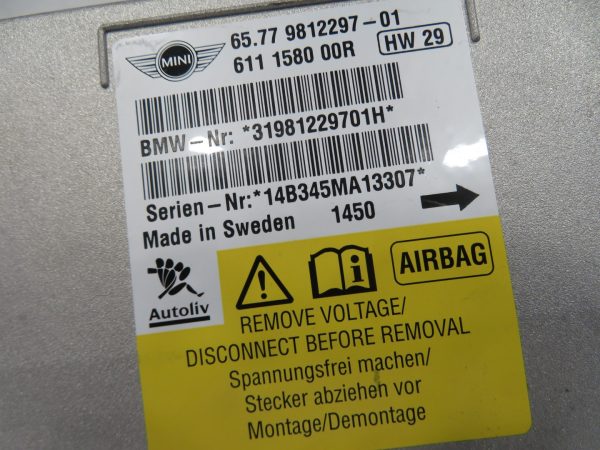 MINI
65.77 9812297-01
611 1580 00R HW 29
BMW-Nr: *31981229701H*
Serien-Nr:*14B345MA13307*
Made in Sweden 1450
Autoliv
AIRBAG
REMOVE VOLTAGE/
DISCONNECT BEFORE REMOVAL
Spannungsfrei machen/
Stecker abziehen vor
Montage/Demontage